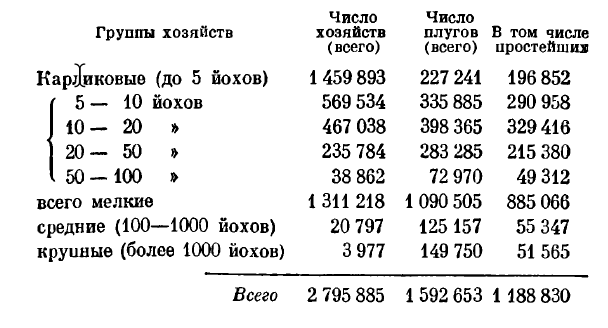 Группы хозяйств Число хозяйств (всего) Число плугов (всего) В том числе простейших
Карликовые (до 5 йохов) 1 459 893 227 241 196 852
5 — 10 йохов 569 534 335 885 290 958
10 — 20 » 467 038 398 365 329 416
20 — 50 » 235 784 283 285 215 380
50 — 100 » 38 862 72 970 49 312
всего мелкие 1 311 218 1 090 505 885 066
средние (100—1000 йохов) 20 797 125 157 55 347
крупные (более 1000 йохов) 3 977 149 750 51 565
Всего 2 795 885 1 592 653 1 188 830